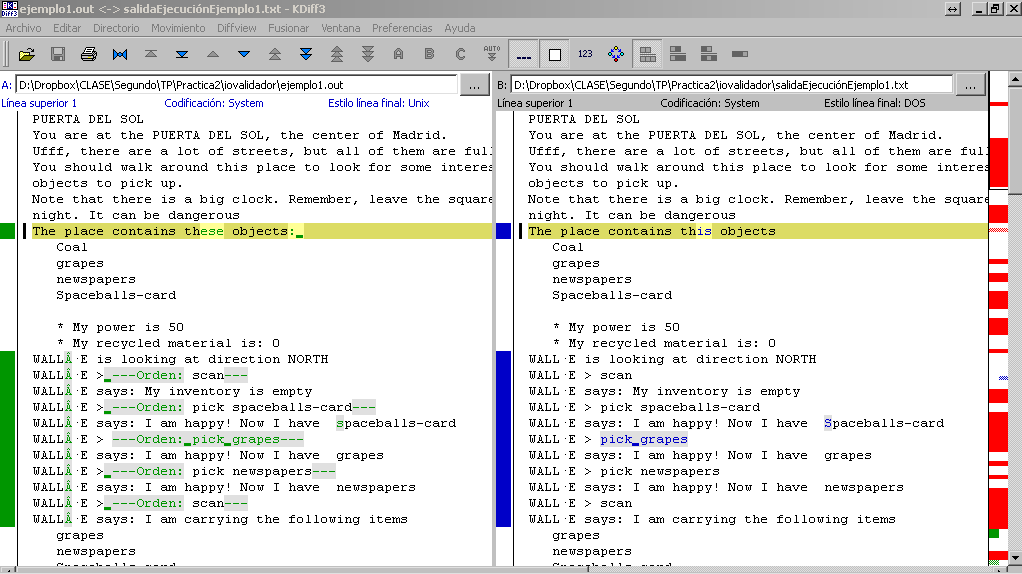 ejemplo1.out <-> salidaEjecuciónEjemplo1.txt - KDiff3
Archivo Editar Directorio Movimiento Diffview Fusionar Ventana Preferencias Ayuda
A B C AUTO 123
A: D:\Dropbox\CLASE\Segundo\TP\Practica2\iovalidador\ejemplo1.out ...
Línea superior 1 Codificación: System Estilo línea final: Unix
PUERTA DEL SOL
You are at the PUERTA DEL SOL, the center of Madrid.
Ufff, there are a lot of streets, but all of them are full
You should walk around this place to look for some interes
objects to pick up.
Note that there is a big clock. Remember, leave the square
night. It can be dangerous
The place contains these objects:_
Coal
grapes
newspapers
Spaceballs-card
* My power is 50
* My recycled material is: 0
WALLÂ·E is looking at direction NORTH
WALLÂ·E >_---Orden: scan---
WALLÂ·E says: My inventory is empty
WALLÂ·E >_---Orden: pick spaceballs-card---
WALLÂ·E says: I am happy! Now I have  spaceballs-card
WALLÂ·E > ---Orden:_pick_grapes---
WALLÂ·E says: I am happy! Now I have  grapes
WALLÂ·E >_---Orden: pick newspapers---
WALLÂ·E says: I am happy! Now I have  newspapers
WALLÂ·E >_---Orden: scan---
WALLÂ·E says: I am carrying the following items
grapes
newspapers
Spaceballs-card
B: D:\Dropbox\CLASE\Segundo\TP\Practica2\iovalidador\salidaEjecuciónEjemplo1.txt ...
Línea superior 1 Codificación: System Estilo línea final: DOS
PUERTA DEL SOL
You are at the PUERTA DEL SOL, the center of Madrid.
Ufff, there are a lot of streets, but all of them are full
You should walk around this place to look for some interes
objects to pick up.
Note that there is a big clock. Remember, leave the square
night. It can be dangerous
The place contains this objects
Coal
grapes
newspapers
Spaceballs-card
* My power is 50
* My recycled material is: 0
WALL·E is looking at direction NORTH
WALL·E > scan
WALL·E says: My inventory is empty
WALL·E > pick spaceballs-card
WALL·E says: I am happy! Now I have  Spaceballs-card
WALL·E > pick_grapes
WALL·E says: I am happy! Now I have  grapes
WALL·E > pick newspapers
WALL·E says: I am happy! Now I have  newspapers
WALL·E > scan
WALL·E says: I am carrying the following items
grapes
newspapers
Spaceballs-card